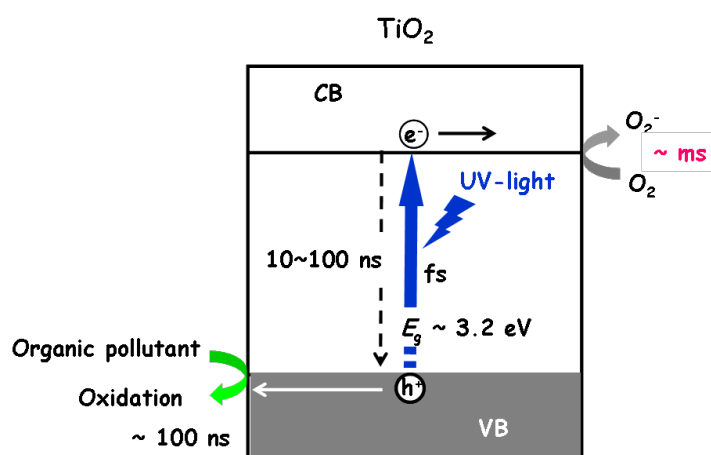 TiO₂
CB
e⁻
O₂⁻
~ ms
O₂
UV-light
10~100 ns
fs
E_g ~ 3.2 eV
Organic pollutant
Oxidation
h⁺
~ 100 ns
VB